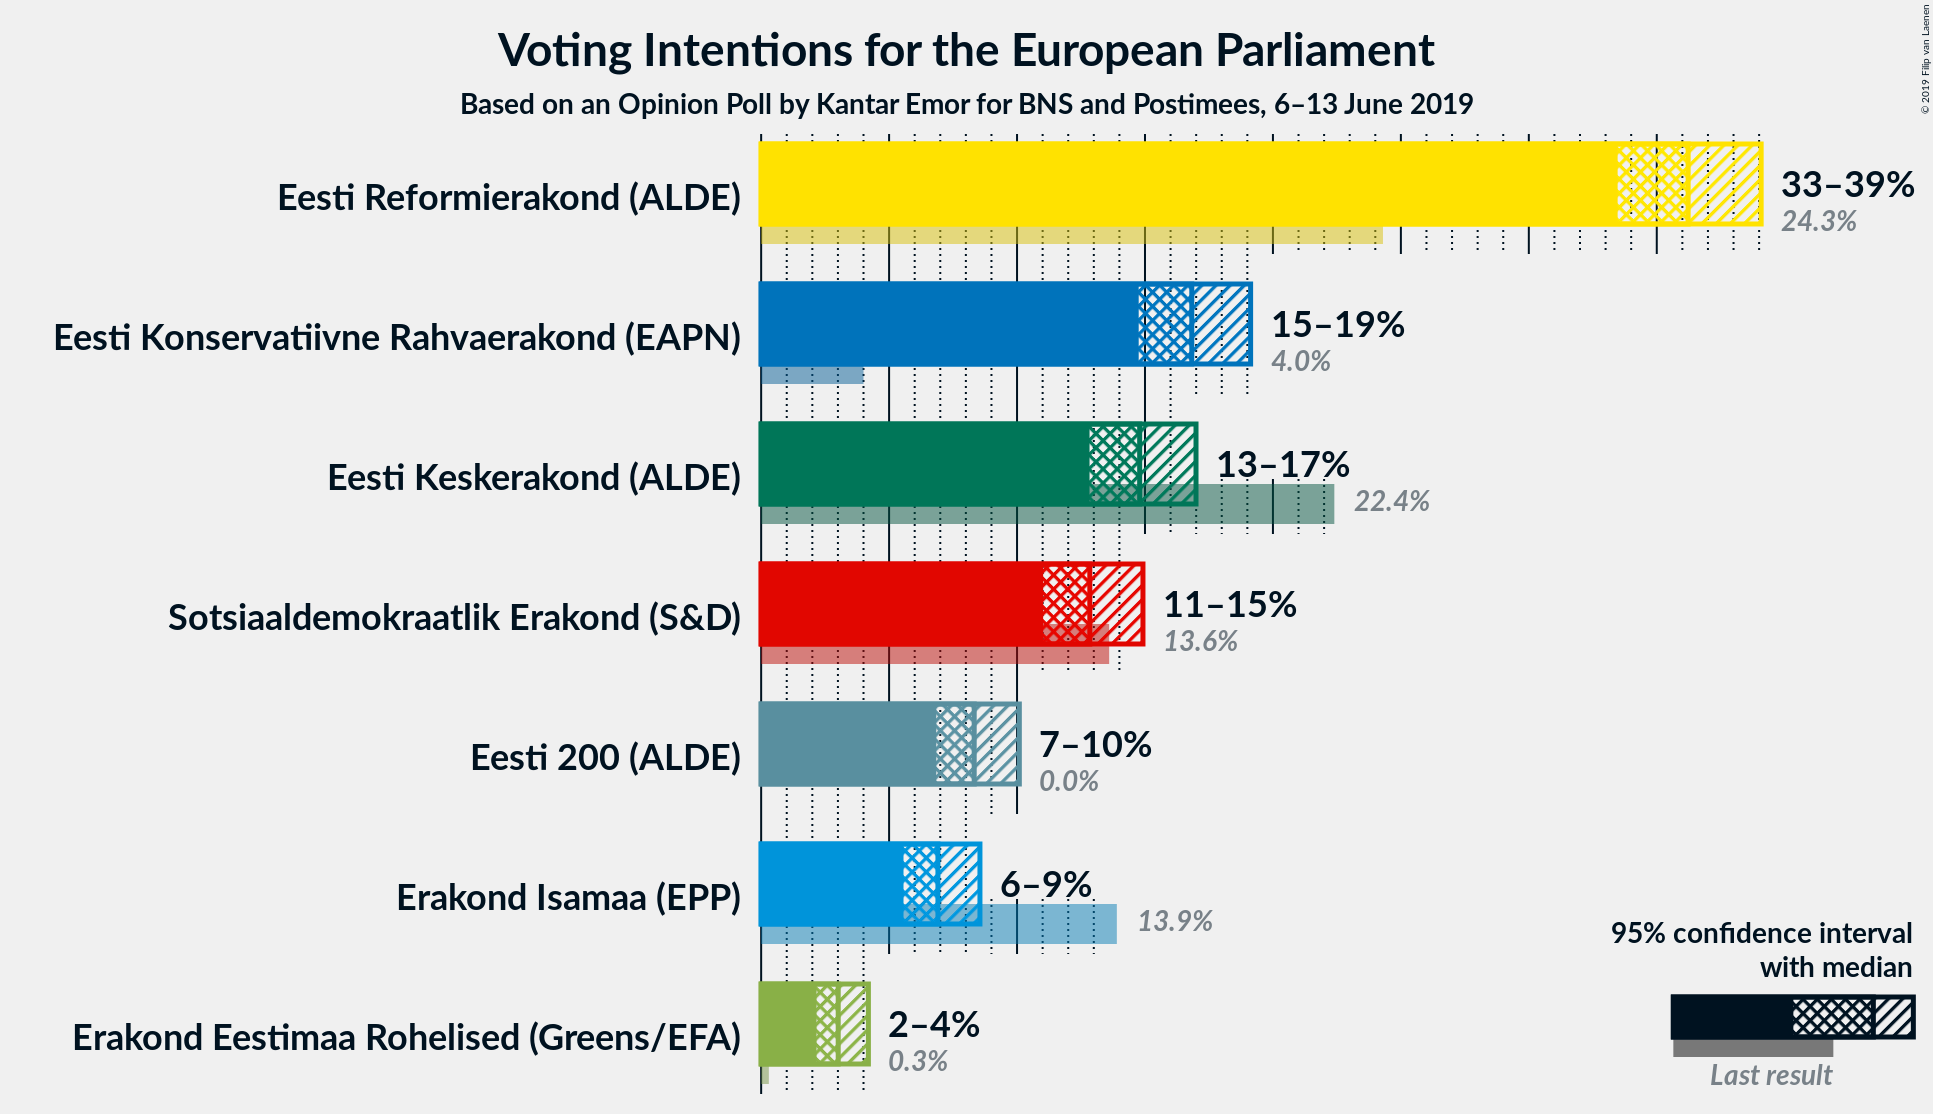 Voting Intentions for the European Parliament
Based on an Opinion Poll by Kantar Emor for BNS and Postimees, 6–13 June 2019
© 2019 Filip van Laenen
Eesti Reformierakond (ALDE)
33–39%
24.3%
Eesti Konservatiivne Rahvaerakond (EAPN)
15–19%
4.0%
Eesti Keskerakond (ALDE)
13–17%
22.4%
Sotsiaaldemokraatlik Erakond (S&D)
11–15%
13.6%
Eesti 200 (ALDE)
7–10%
0.0%
Erakond Isamaa (EPP)
6–9%
13.9%
Erakond Eestimaa Rohelised (Greens/EFA)
2–4%
0.3%
95% confidence interval
with median
Last result